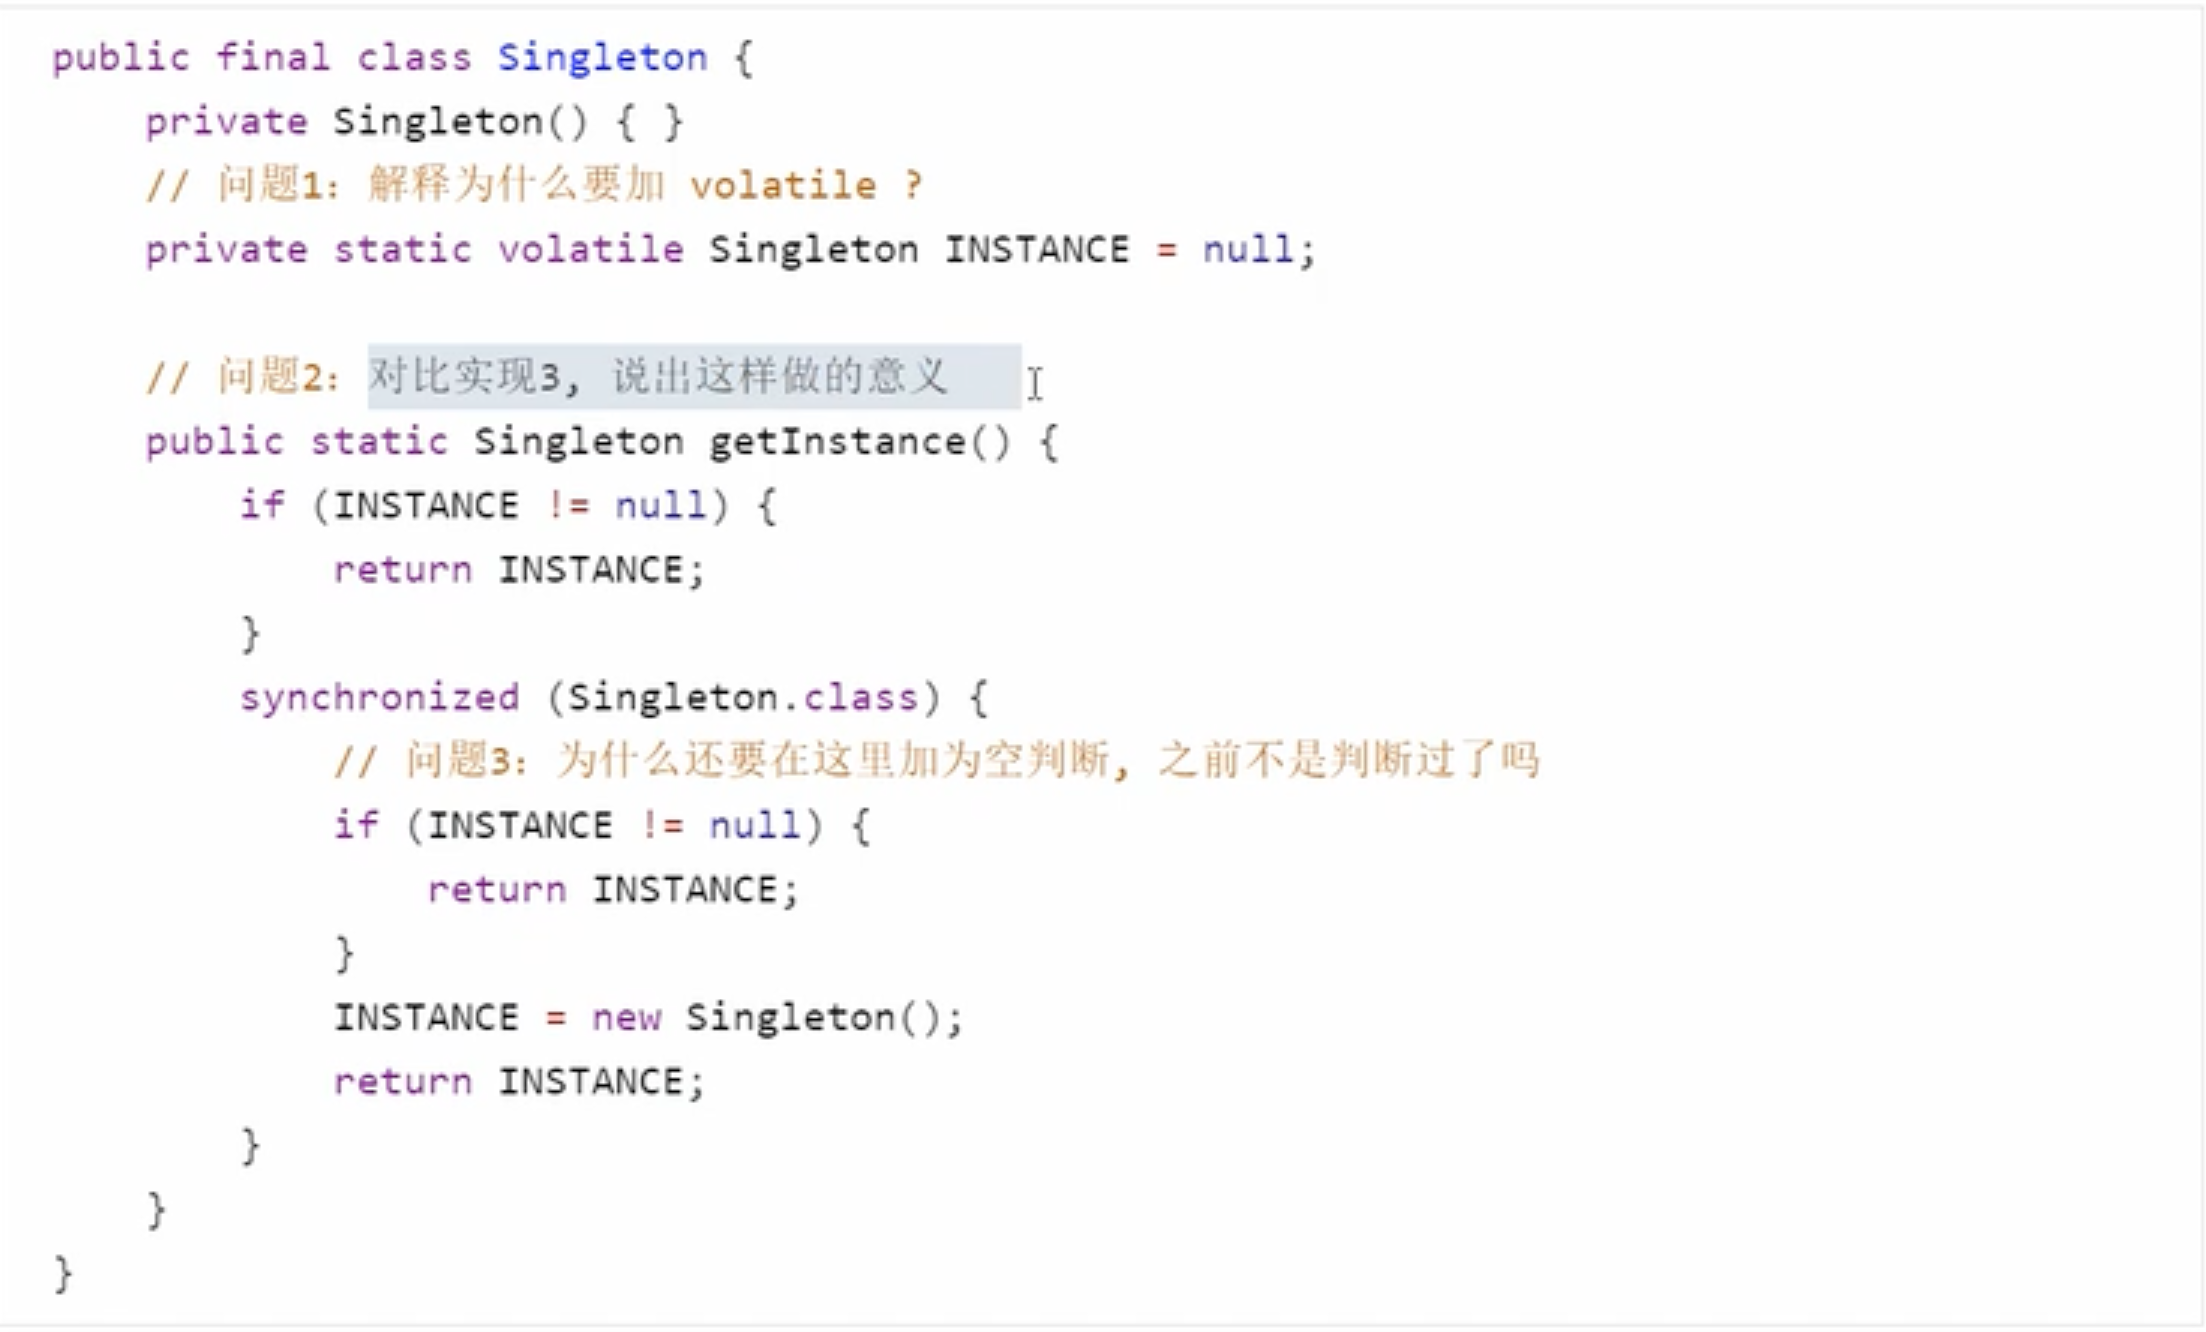 public final class Singleton {
private Singleton() { }
// 问题1：解释为什么要加 volatile ?
private static volatile Singleton INSTANCE = null;
// 问题2：对比实现3, 说出这样做的意义
public static Singleton getInstance() {
if (INSTANCE != null) {
return INSTANCE;
}
synchronized (Singleton.class) {
// 问题3：为什么还要在这里加为空判断, 之前不是判断过了吗
if (INSTANCE != null) {
return INSTANCE;
}
INSTANCE = new Singleton();
return INSTANCE;
}
}
}